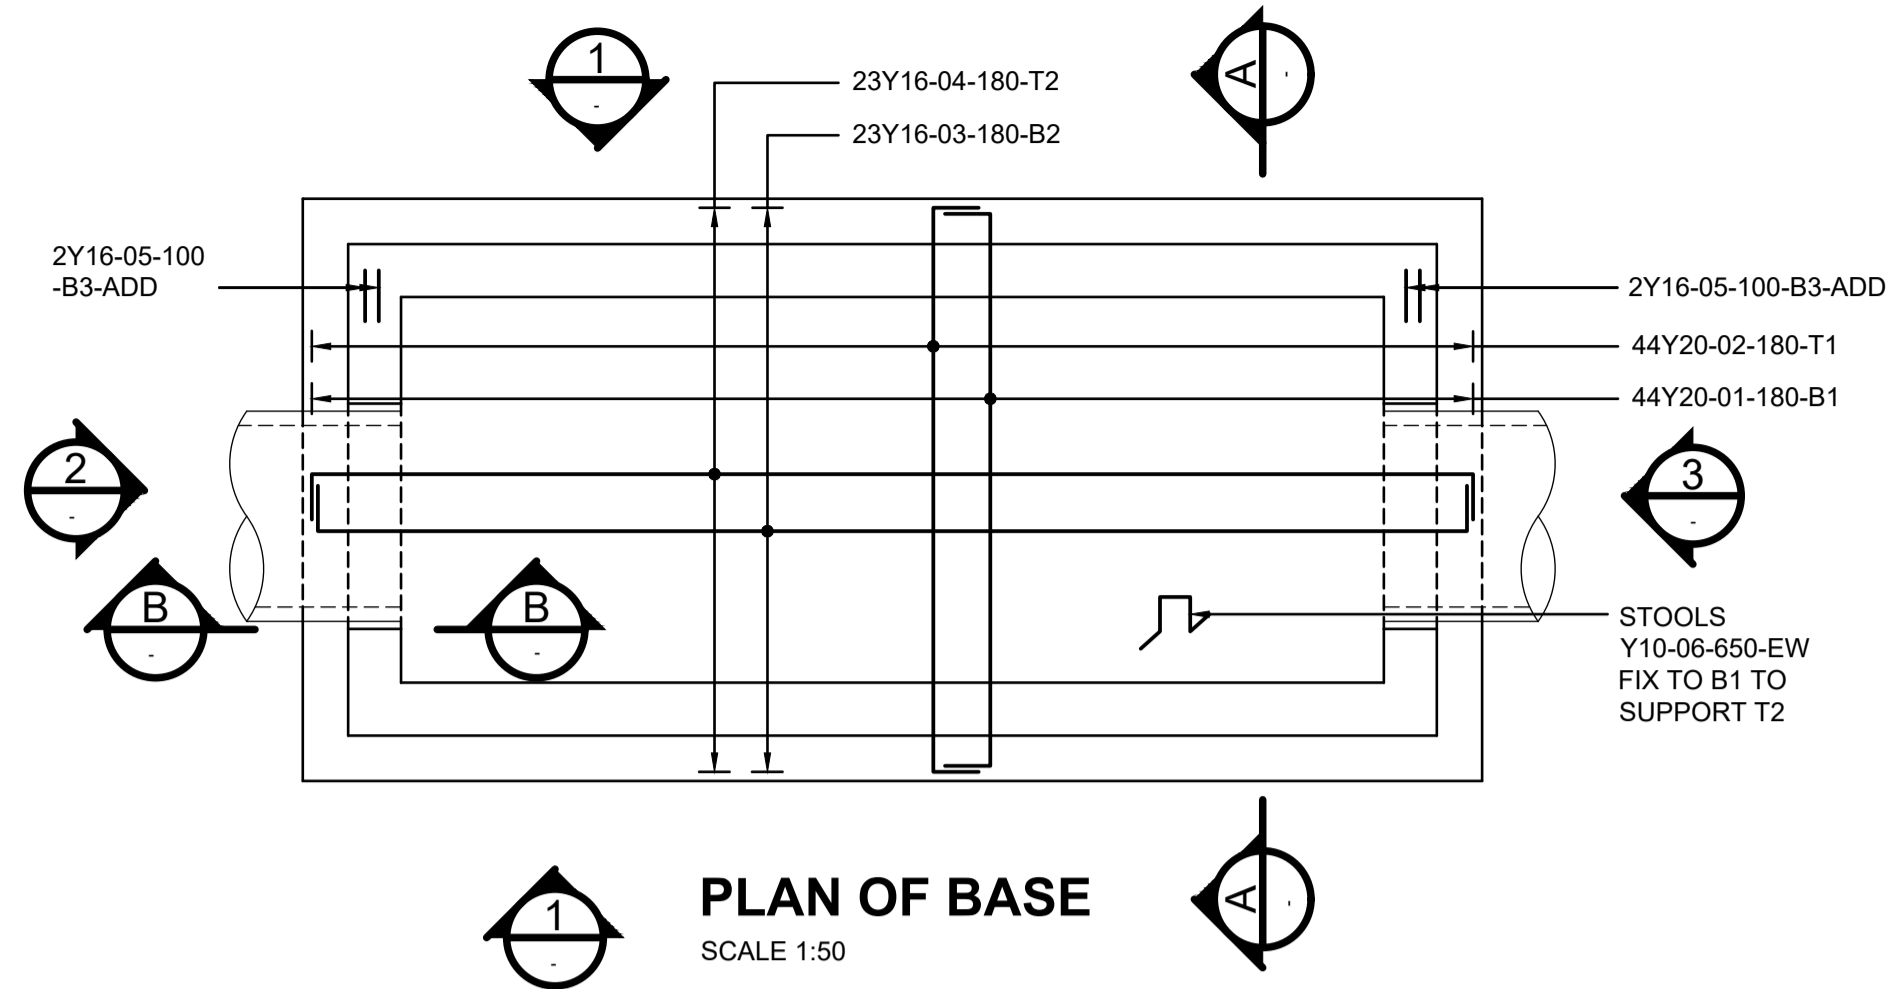 1
-
A
-
23Y16-04-180-T2
23Y16-03-180-B2
2Y16-05-100
-B3-ADD
2Y16-05-100-B3-ADD
44Y20-02-180-T1
44Y20-01-180-B1
2
-
3
-
B
-
B
-
STOOLS
Y10-06-650-EW
FIX TO B1 TO
SUPPORT T2
1
-
PLAN OF BASE
SCALE 1:50
A
-